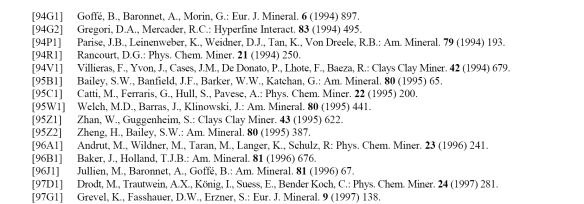 [94G1] Goffé, B., Baronnet, A., Morin, G.: Eur. J. Mineral. 6 (1994) 897.
[94G2] Gregori, D.A., Mercader, R.C.: Hyperfine Interact. 83 (1994) 495.
[94P1] Parise, J.B., Leinenweber, K., Weidner, D.J., Tan, K., Von Dreele, R.B.: Am. Mineral. 79 (1994) 193.
[94R1] Rancourt, D.G.: Phys. Chem. Miner. 21 (1994) 250.
[94V1] Villieras, F., Yvon, J., Cases, J.M., De Donato, P., Lhote, F., Baeza, R.: Clays Clay Miner. 42 (1994) 679.
[95B1] Bailey, S.W., Banfield, J.F., Barker, W.W., Katchan, G.: Am. Mineral. 80 (1995) 65.
[95C1] Catti, M., Ferraris, G., Hull, S., Pavese, A.: Phys. Chem. Miner. 22 (1995) 200.
[95W1] Welch, M.D., Barras, J., Klinowski, J.: Am. Mineral. 80 (1995) 441.
[95Z1] Zhan, W., Guggenheim, S.: Clays Clay Miner. 43 (1995) 622.
[95Z2] Zheng, H., Bailey, S.W.: Am. Mineral. 80 (1995) 387.
[96A1] Andrut, M., Wildner, M., Taran, M., Langer, K., Schulz, R: Phys. Chem. Miner. 23 (1996) 241.
[96B1] Baker, J., Holland, T.J.B.: Am. Mineral. 81 (1996) 676.
[96J1] Jullien, M., Baronnet, A., Goffé, B.: Am. Mineral. 81 (1996) 67.
[97D1] Drodt, M., Trautwein, A.X., König, I., Suess, E., Bender Koch, C.: Phys. Chem. Miner. 24 (1997) 281.
[97G1] Grevel, K., Fasshauer, D.W., Erzner, S.: Eur. J. Mineral. 9 (1997) 138.